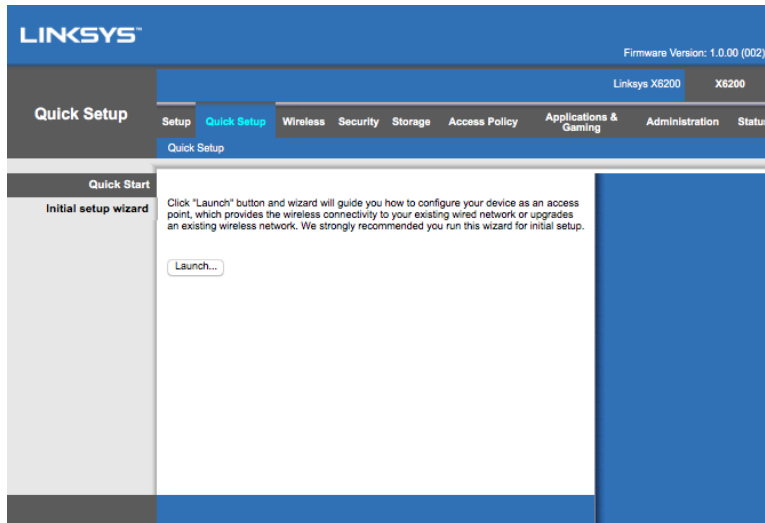 LINKSYS™
Firmware Version: 1.0.00 (002)
Linksys X6200 X6200
Quick Setup
Setup Quick Setup Wireless Security Storage Access Policy Applications & Gaming Administration Statu
Quick Setup
Quick Start
Initial setup wizard
Click "Launch" button and wizard will guide you how to configure your device as an access
point, which provides the wireless connectivity to your existing wired network or upgrades
an existing wireless network. We strongly recommended you run this wizard for initial setup.
Launch...